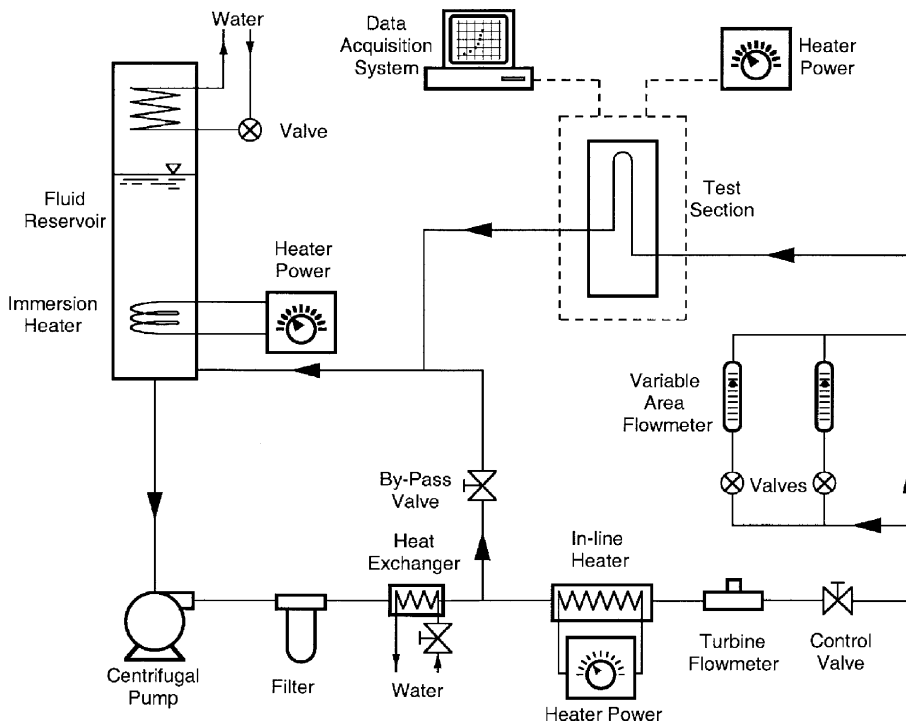 Water
Data
Acquisition
System
Heater
Power
Valve
Fluid
Reservoir
Test
Section
Heater
Power
Immersion
Heater
Variable
Area
Flowmeter
By-Pass
Valve
Valves
Heat
Exchanger
In-line
Heater
Centrifugal
Pump
Filter
Water
Heater Power
Turbine
Flowmeter
Control
Valve